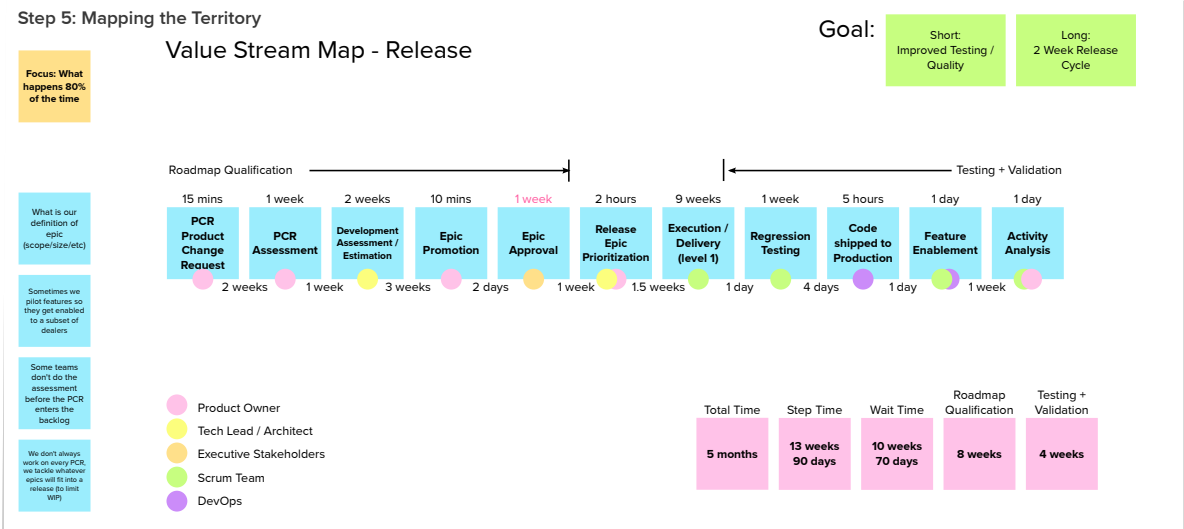 Step 5: Mapping the Territory
Value Stream Map - Release
Goal:
Short:
Improved Testing /
Quality
Long:
2 Week Release
Cycle
Focus: What
happens 80%
of the time
What is our
definition of
epic
(scope/size/etc)
Sometimes we
pilot features so
they get enabled
to a subset of
dealers
Some teams
don't do the
assessment
before the PCR
enters the
backlog
We don't always
work on every PCR,
we tackle whatever
epics will fit into a
release (to limit
WIP)
Roadmap Qualification
Testing + Validation
15 mins
1 week
2 weeks
10 mins
1 week
2 hours
9 weeks
1 week
5 hours
1 day
1 day
PCR
Product
Change
Request
PCR
Assessment
Development
Assessment /
Estimation
Epic
Promotion
Epic
Approval
Release
Epic
Prioritization
Execution /
Delivery
(level 1)
Regression
Testing
Code
shipped to
Production
Feature
Enablement
Activity
Analysis
2 weeks
1 week
3 weeks
2 days
1 week
1.5 weeks
1 day
4 days
1 day
1 week
Product Owner
Tech Lead / Architect
Executive Stakeholders
Scrum Team
DevOps
Total Time
5 months
Step Time
13 weeks
90 days
Wait Time
10 weeks
70 days
Roadmap
Qualification
8 weeks
Testing +
Validation
4 weeks